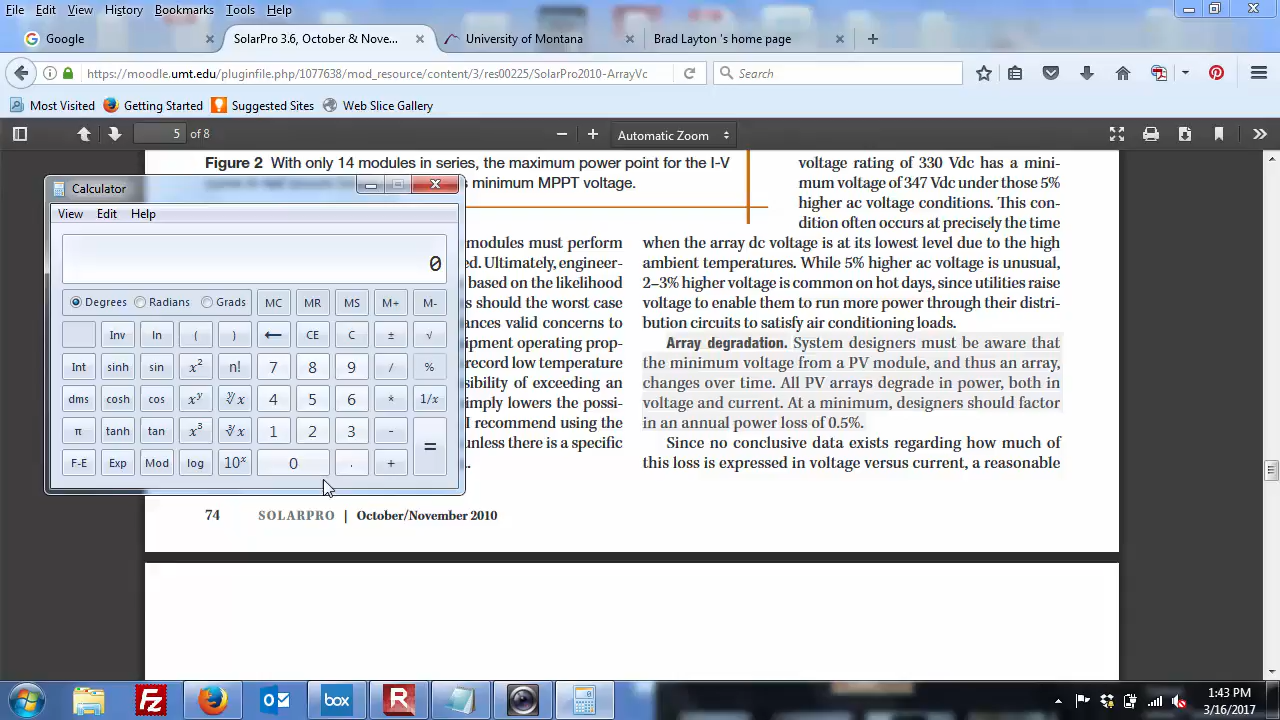 File Edit View History Bookmarks Tools Help
Google
SolarPro 3.6, October & Nove...
University of Montana
Brad Layton 's home page
https://moodle.umt.edu/pluginfile.php/1077638/mod_resource/content/3/res00225/SolarPro2010-ArrayVc
Search
Most Visited Getting Started Suggested Sites Web Slice Gallery
5 of 8
Automatic Zoom
Figure 2 With only 14 modules in series, the maximum power point for the I-V
s minimum MPPT voltage.
Calculator
View Edit Help
0
Degrees Radians Grads MC MR MS M+ M-
Inv ln ( ) ← CE C ± √
Int sinh sin x² n! 7 8 9 / %
dms cosh cos xʸ ʸ√x 4 5 6 * 1/x
π tanh tan x³ ³√x 1 2 3 - =
F-E Exp Mod log 10ˣ 0 . +
modules must perform
ed. Ultimately, engineer-
based on the likelihood
s should the worst case
ances valid concerns to
ipment operating prop-
record low temperature
sibility of exceeding an
imply lowers the possi-
I recommend using the
unless there is a specific
voltage rating of 330 Vdc has a mini-
mum voltage of 347 Vdc under those 5%
higher ac voltage conditions. This con-
dition often occurs at precisely the time
when the array dc voltage is at its lowest level due to the high
ambient temperatures. While 5% higher ac voltage is unusual,
2–3% higher voltage is common on hot days, since utilities raise
voltage to enable them to run more power through their distri-
bution circuits to satisfy air conditioning loads.
Array degradation. System designers must be aware that
the minimum voltage from a PV module, and thus an array,
changes over time. All PV arrays degrade in power, both in
voltage and current. At a minimum, designers should factor
in an annual power loss of 0.5%.
Since no conclusive data exists regarding how much of
this loss is expressed in voltage versus current, a reasonable
74 SOLARPRO | October/November 2010
box
1:43 PM
3/16/2017